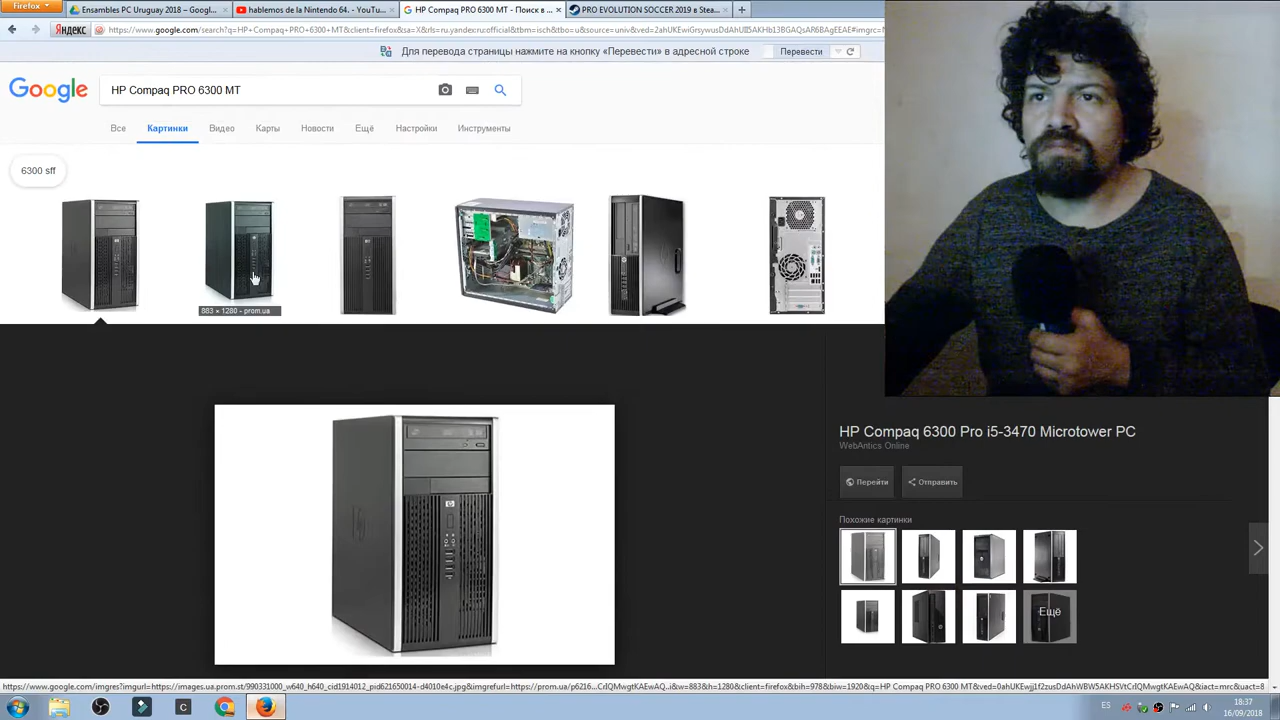 Firefox
Ensambles PC Uruguay 2018 – Google...
hablemos de la Nintendo 64. - YouTu...
HP Compaq PRO 6300 MT - Поиск в ...
PRO EVOLUTION SOCCER 2019 в Stea...
Яндекс
Для перевода страницы нажмите на кнопку «Перевести» в адресной строке
Перевести
Google
HP Compaq PRO 6300 MT
Все
Картинки
Видео
Карты
Новости
Ещё
Настройки
Инструменты
6300 sff
883 × 1280 - prom.ua
HP Compaq 6300 Pro i5-3470 Microtower PC
WebAntics Online
Перейти
Отправить
Похожие картинки
Ещё
ES
18:37
16/09/2018